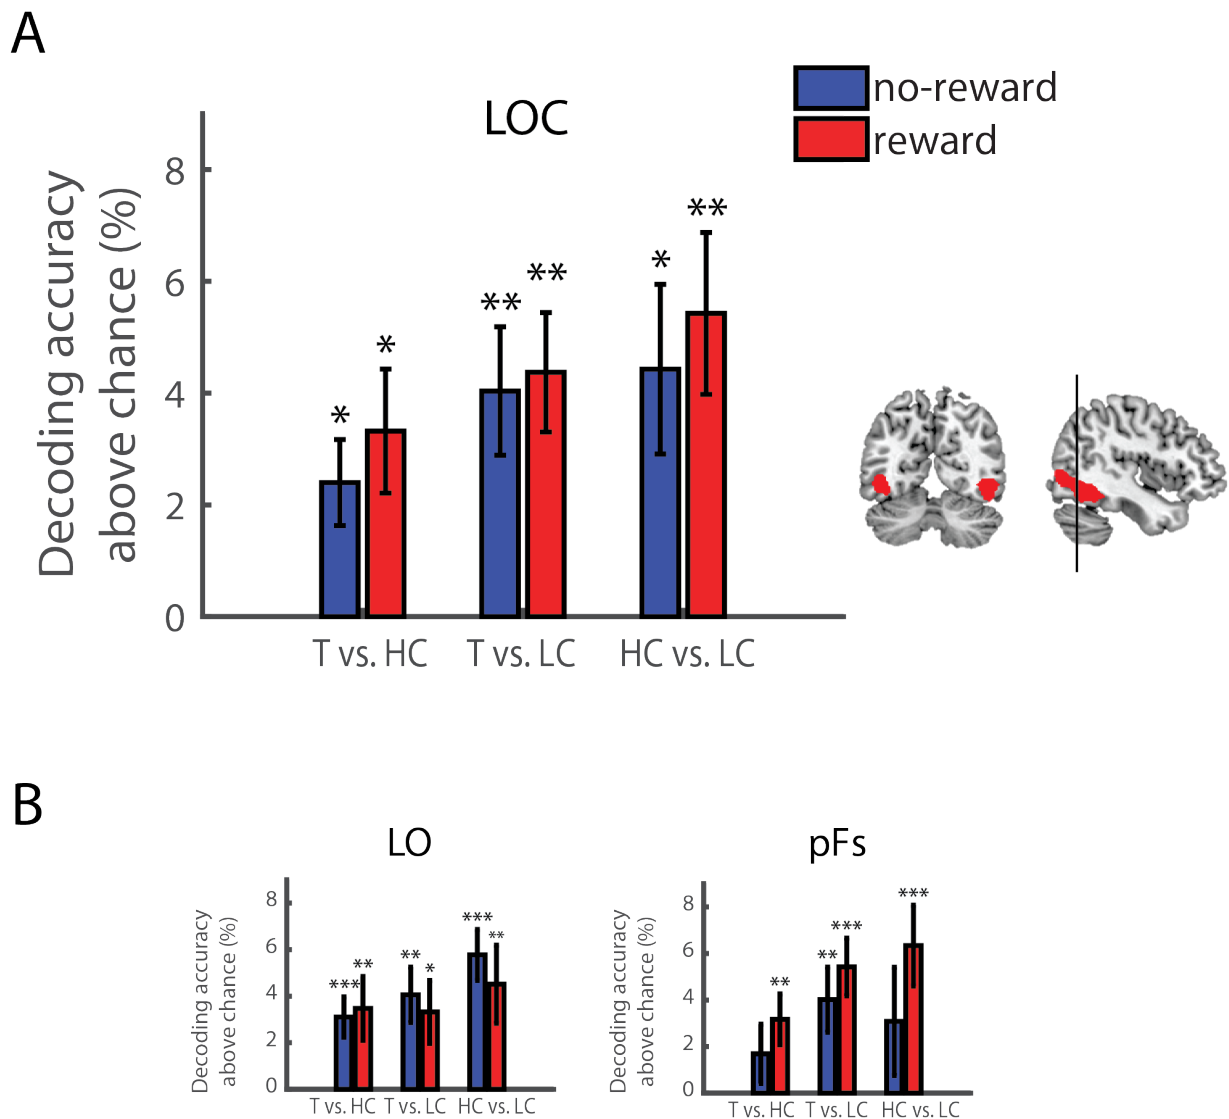 A
no-reward
reward
LOC
Decoding accuracy
above chance (%)
8
6
4
2
0
**
*
**
**
*
*
T vs. HC
T vs. LC
HC vs. LC
B
LO
Decoding accuracy
above chance (%)
8
6
4
2
0
***
**
**
**
*
***
T vs. HC
T vs. LC
HC vs. LC
pFs
Decoding accuracy
above chance (%)
8
6
4
2
0
***
***
**
**
T vs. HC
T vs. LC
HC vs. LC